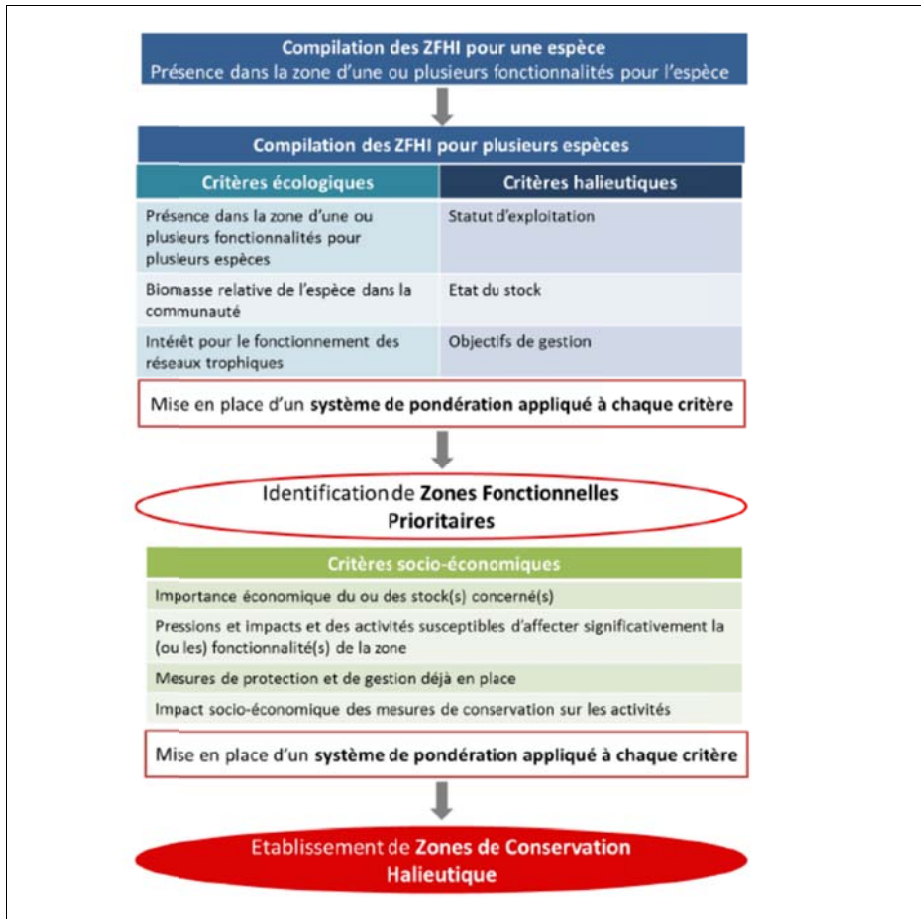 Compilation des ZFHI pour une espèce
Présence dans la zone d'une ou plusieurs fonctionnalités pour l'espèce
Compilation des ZFHI pour plusieurs espèces
Critères écologiques
Critères halieutiques
Présence dans la zone d'une ou
plusieurs fonctionnalités pour
plusieurs espèces
Statut d'exploitation
Biomasse relative de l'espèce dans la
communauté
Etat du stock
Intérêt pour le fonctionnement des
réseaux trophiques
Objectifs de gestion
Mise en place d'un système de pondération appliqué à chaque critère
Identification de Zones Fonctionnelles
Prioritaires
Critères socio-économiques
Importance économique du ou des stock(s) concerné(s)
Pressions et impacts et des activités susceptibles d'affecter significativement la
(ou les) fonctionnalité(s) de la zone
Mesures de protection et de gestion déjà en place
Impact socio-économique des mesures de conservation sur les activités
Mise en place d'un système de pondération appliqué à chaque critère
Etablissement de Zones de Conservation
Halieutique